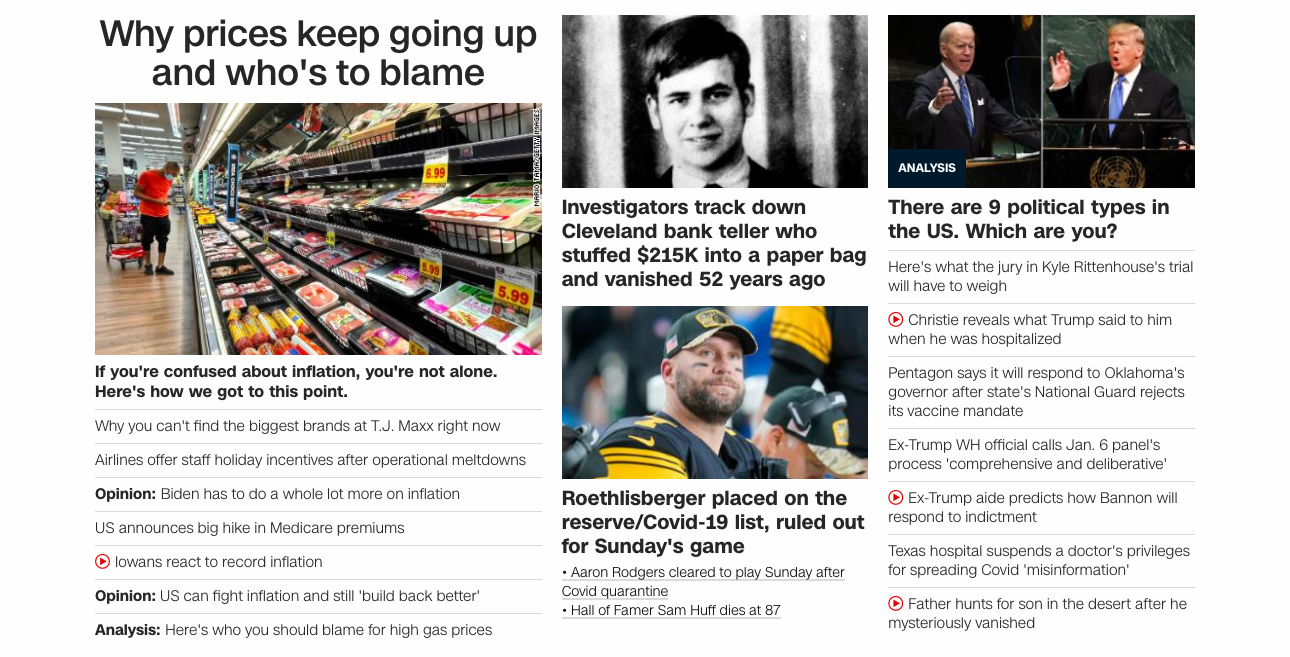 Why prices keep going up
and who's to blame
MARIO TAMA/GETTY IMAGES
6.99
5.99
5.99
If you're confused about inflation, you're not alone.
Here's how we got to this point.
Why you can't find the biggest brands at T.J. Maxx right now
Airlines offer staff holiday incentives after operational meltdowns
Opinion: Biden has to do a whole lot more on inflation
US announces big hike in Medicare premiums
Iowans react to record inflation
Opinion: US can fight inflation and still 'build back better'
Analysis: Here's who you should blame for high gas prices
Investigators track down
Cleveland bank teller who
stuffed $215K into a paper bag
and vanished 52 years ago
Roethlisberger placed on the
reserve/Covid-19 list, ruled out
for Sunday's game
• Aaron Rodgers cleared to play Sunday after
Covid quarantine
• Hall of Famer Sam Huff dies at 87
ANALYSIS
There are 9 political types in
the US. Which are you?
Here's what the jury in Kyle Rittenhouse's trial
will have to weigh
Christie reveals what Trump said to him
when he was hospitalized
Pentagon says it will respond to Oklahoma's
governor after state's National Guard rejects
its vaccine mandate
Ex-Trump WH official calls Jan. 6 panel's
process 'comprehensive and deliberative'
Ex-Trump aide predicts how Bannon will
respond to indictment
Texas hospital suspends a doctor's privileges
for spreading Covid 'misinformation'
Father hunts for son in the desert after he
mysteriously vanished